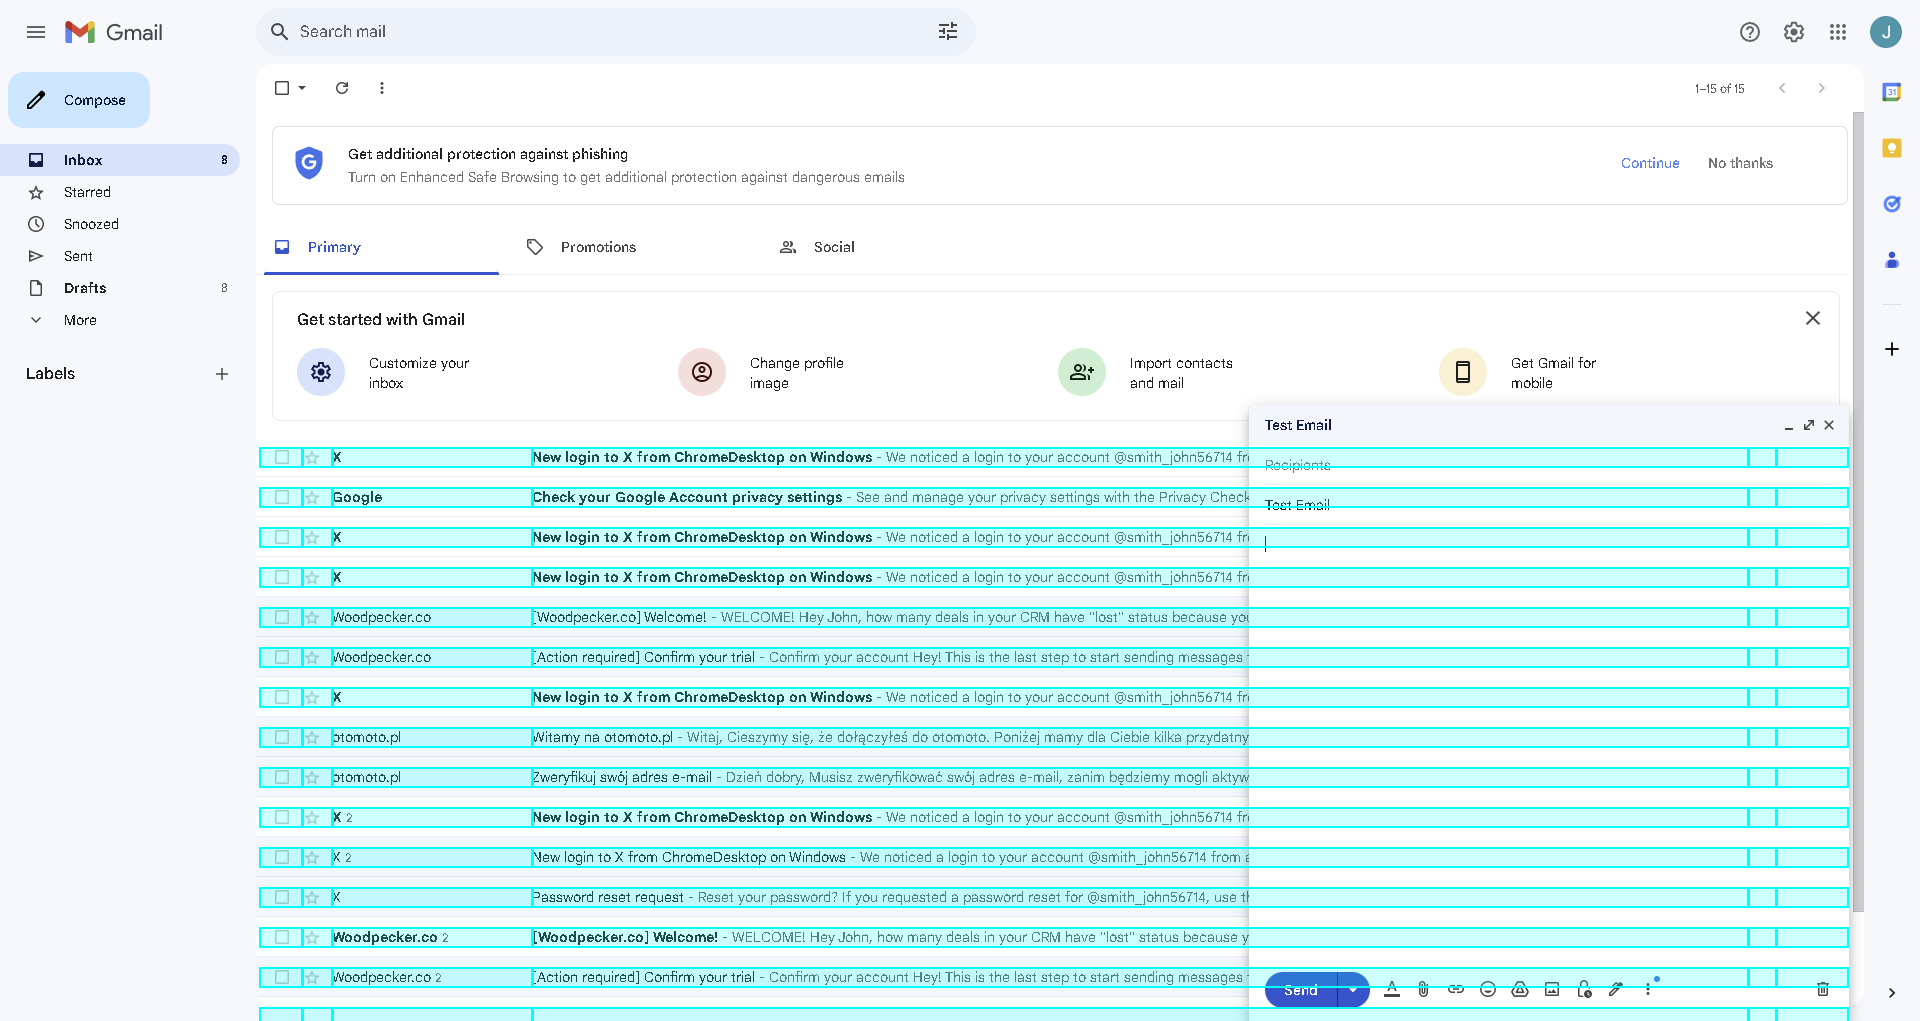 Gmail
Search mail
J
Compose
1–15 of 15
31
Inbox 8
Starred
Snoozed
Sent
Drafts 8
More
Labels
G
Get additional protection against phishing
Turn on Enhanced Safe Browsing to get additional protection against dangerous emails
Continue No thanks
Primary Promotions Social
Get started with Gmail
Customize your
inbox
Change profile
image
Import contacts
and mail
Get Gmail for
mobile
X New login to X from ChromeDesktop on Windows - We noticed a login to your account @smith_john56714
Google Check your Google Account privacy settings - See and manage your privacy settings with the Privacy Check
X New login to X from ChromeDesktop on Windows - We noticed a login to your account @smith_john56714
X New login to X from ChromeDesktop on Windows - We noticed a login to your account @smith_john56714
Woodpecker.co [Woodpecker.co] Welcome! - WELCOME! Hey John, how many deals in your CRM have "lost" status because you
Woodpecker.co [Action required] Confirm your trial - Confirm your account Hey! This is the last step to start sending messages
X New login to X from ChromeDesktop on Windows - We noticed a login to your account @smith_john56714
otomoto.pl Witamy na otomoto.pl - Witaj, Cieszymy się, że dołączyłeś do otomoto. Poniżej mamy dla Ciebie kilka przydatny
otomoto.pl Zweryfikuj swój adres e-mail - Dzień dobry, Musisz zweryfikować swój adres e-mail, zanim będziemy mogli aktyw
X 2 New login to X from ChromeDesktop on Windows - We noticed a login to your account @smith_john56714
X 2 New login to X from ChromeDesktop on Windows - We noticed a login to your account @smith_john56714 from a
X Password reset request - Reset your password? If you requested a password reset for @smith_john56714, use
Woodpecker.co 2 [Woodpecker.co] Welcome! - WELCOME! Hey John, how many deals in your CRM have "lost" status because y
Woodpecker.co 2 [Action required] Confirm your trial - Confirm your account Hey! This is the last step to start sending messages
Test Email
Recipients
Test Email
Send